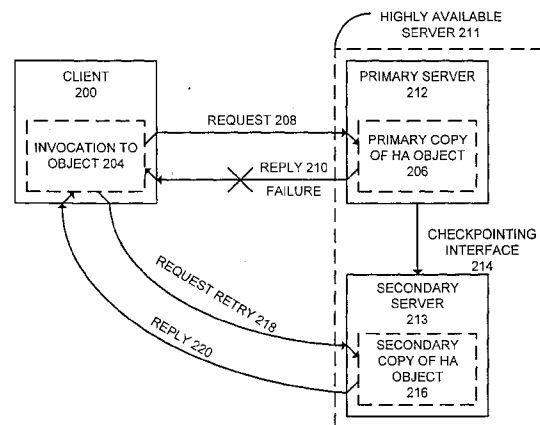 HIGHLY AVAILABLE
SERVER 211
CLIENT
200
INVOCATION TO
OBJECT 204
REQUEST 208
REPLY 210
FAILURE
PRIMARY SERVER
212
PRIMARY COPY
OF HA OBJECT
206
CHECKPOINTING
INTERFACE
214
REQUEST RETRY 218
REPLY 220
SECONDARY
SERVER
213
SECONDARY
COPY OF HA
OBJECT
216